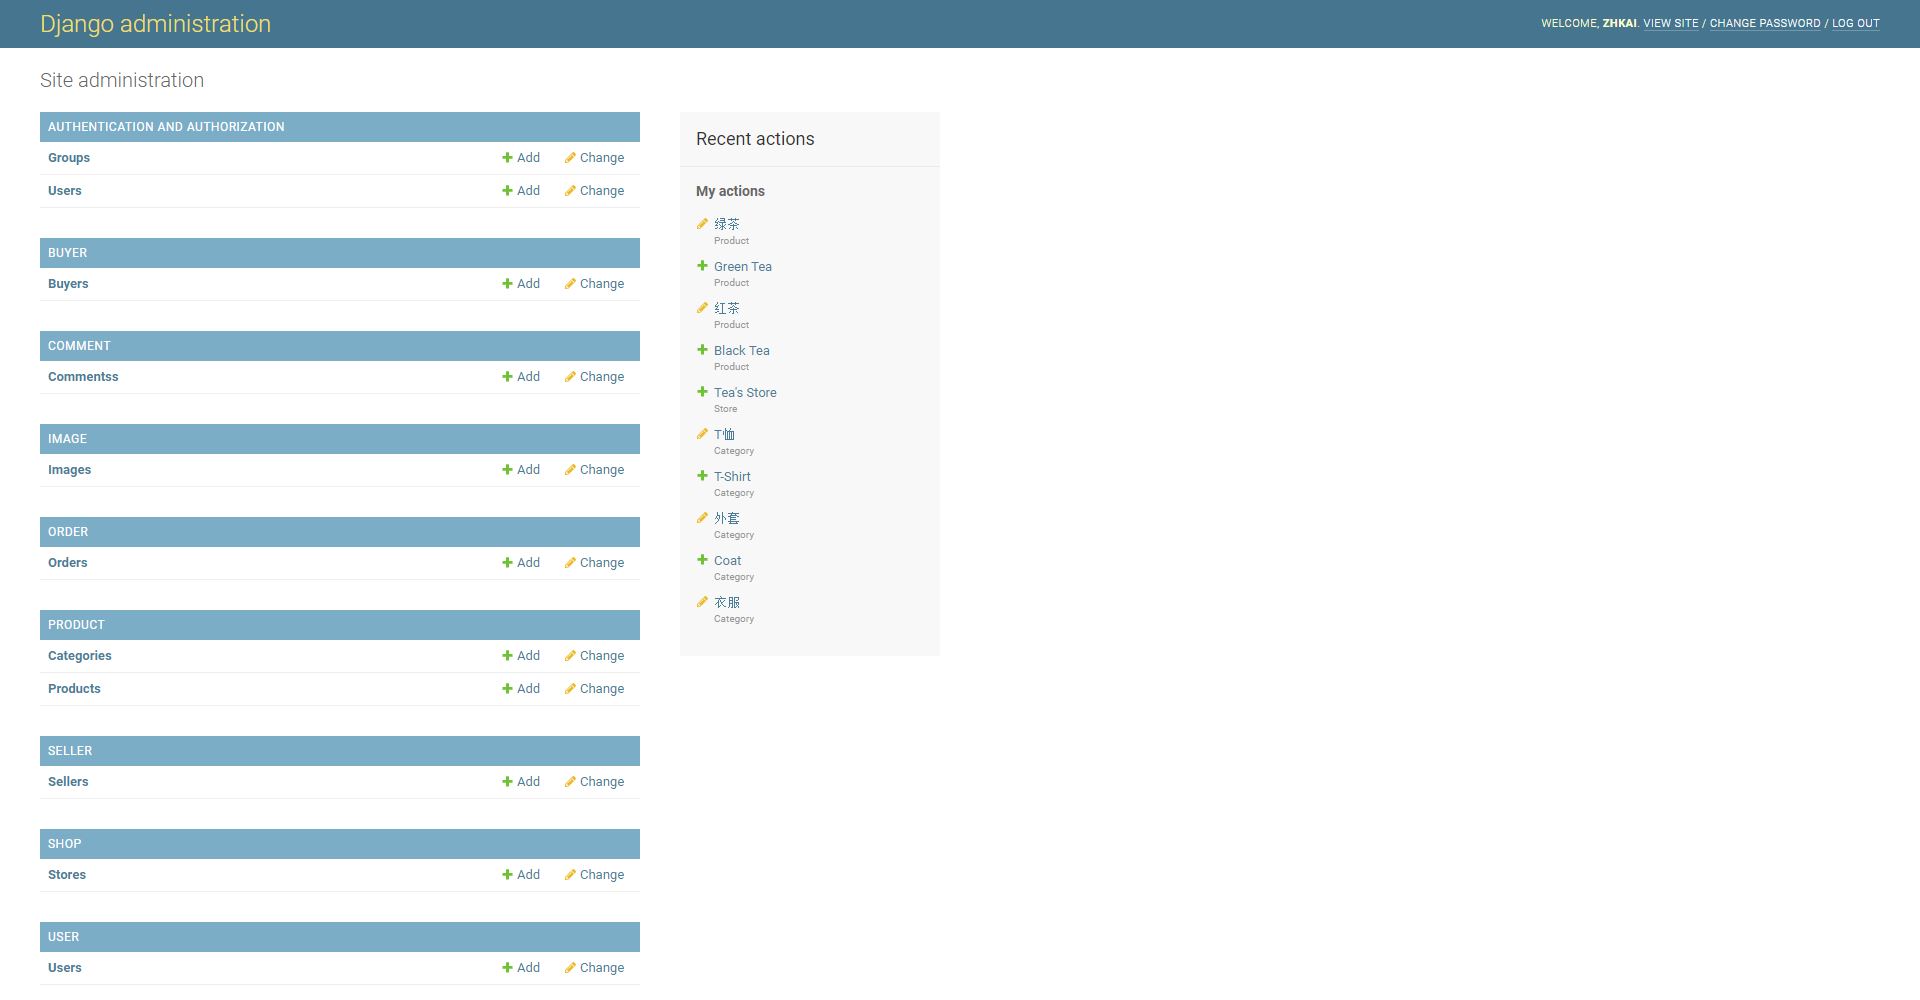 Django administration
WELCOME, ZHKAI. VIEW SITE / CHANGE PASSWORD / LOG OUT
Site administration
AUTHENTICATION AND AUTHORIZATION
Groups Add Change
Users Add Change
BUYER
Buyers Add Change
COMMENT
Commentss Add Change
IMAGE
Images Add Change
ORDER
Orders Add Change
PRODUCT
Categories Add Change
Products Add Change
SELLER
Sellers Add Change
SHOP
Stores Add Change
USER
Users Add Change
Recent actions
My actions
绿茶
Product
Green Tea
Product
红茶
Product
Black Tea
Product
Tea's Store
Store
T恤
Category
T-Shirt
Category
外套
Category
Coat
Category
衣服
Category